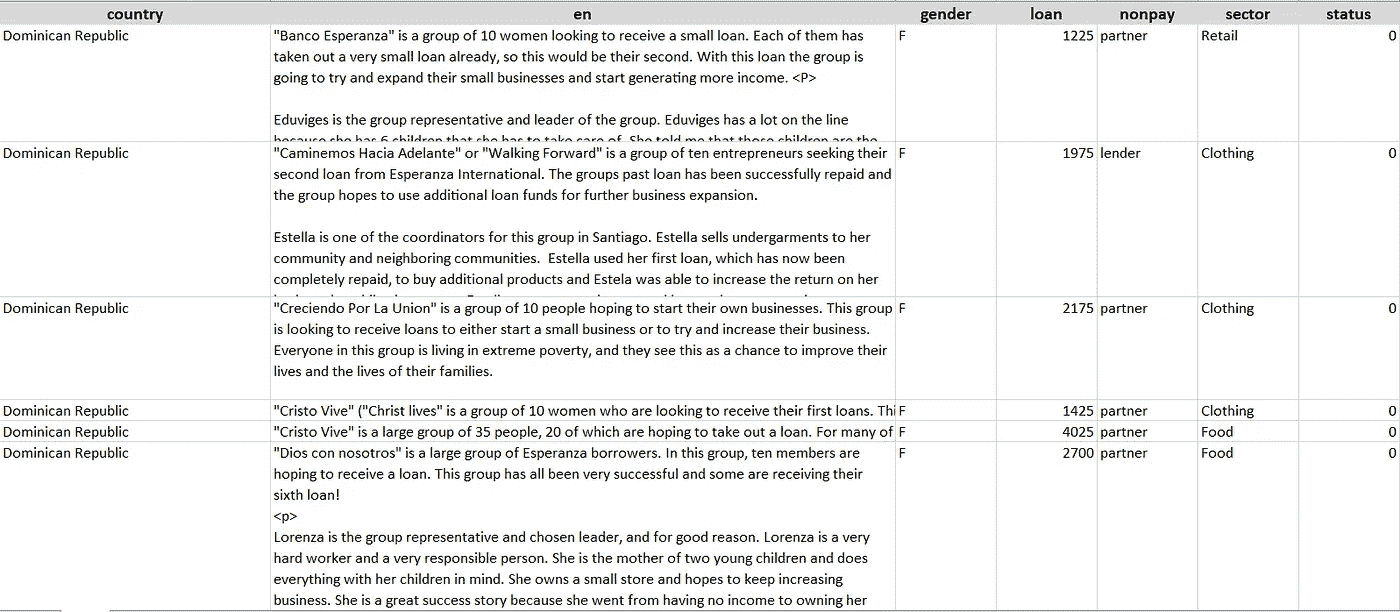 country en gender loan nonpay sector status
Dominican Republic "Banco Esperanza" is a group of 10 women looking to receive a small loan. Each of them has F 1225 partner Retail 0
taken out a very small loan already, so this would be their second. With this loan the group is
going to try and expand their small businesses and start generating more income. <P>
Eduviges is the group representative and leader of the group. Eduviges has a lot on the line
because she has 6 children that she has to take care of. She told me that these children are the
Dominican Republic "Caminemos Hacia Adelante" or "Walking Forward" is a group of ten entrepreneurs seeking their F 1975 lender Clothing 0
second loan from Esperanza International. The groups past loan has been successfully repaid and
the group hopes to use additional loan funds for further business expansion.
Estella is one of the coordinators for this group in Santiago. Estella sells undergarments to her
community and neighboring communities.  Estella used her first loan, which has now been
completely repaid, to buy additional products and Estela was able to increase the return on her
Dominican Republic "Creciendo Por La Union" is a group of 10 people hoping to start their own businesses. This group F 2175 partner Clothing 0
is looking to receive loans to either start a small business or to try and increase their business.
Everyone in this group is living in extreme poverty, and they see this as a chance to improve their
lives and the lives of their families.
Dominican Republic "Cristo Vive" ("Christ lives" is a group of 10 women who are looking to receive their first loans. Thi F 1425 partner Clothing 0
Dominican Republic "Cristo Vive" is a large group of 35 people, 20 of which are hoping to take out a loan. For many of F 4025 partner Food 0
Dominican Republic "Dios con nosotros" is a large group of Esperanza borrowers. In this group, ten members are F 2700 partner Food 0
hoping to receive a loan. This group has all been very successful and some are receiving their
sixth loan!
<p>
Lorenza is the group representative and chosen leader, and for good reason. Lorenza is a very
hard worker and a very responsible person. She is the mother of two young children and does
everything with her children in mind. She owns a small store and hopes to keep increasing
business. She is a great success story because she went from having no income to owning her